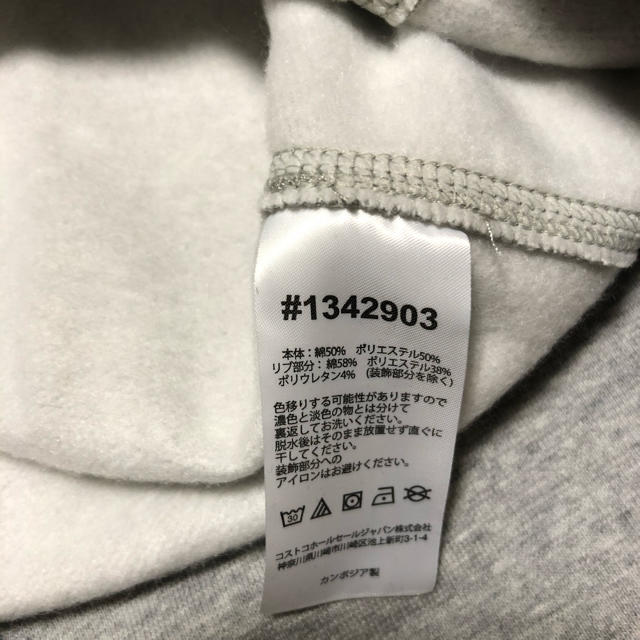 #1342903
本体：綿50%　ポリエステル50%
リブ部分：綿58%　ポリエステル38%
ポリウレタン4%（装飾部分を除く）
色移りする可能性がありますので
濃色と淡色の物とは分けて
裏返してお洗いください。
脱水後はそのまま放置せず直ぐに
干してください。
装飾部分への
アイロンはお避けください。
30
コストコホールセールジャパン株式会社
神奈川県川崎市川崎区池上新町3-1-4
カンボジア製